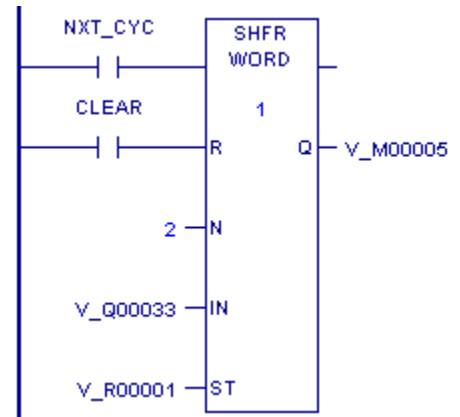 NXT_CYC
SHFR
WORD
CLEAR
1
R
Q
V_M00005
2
N
V_Q00033
IN
V_R00001
ST